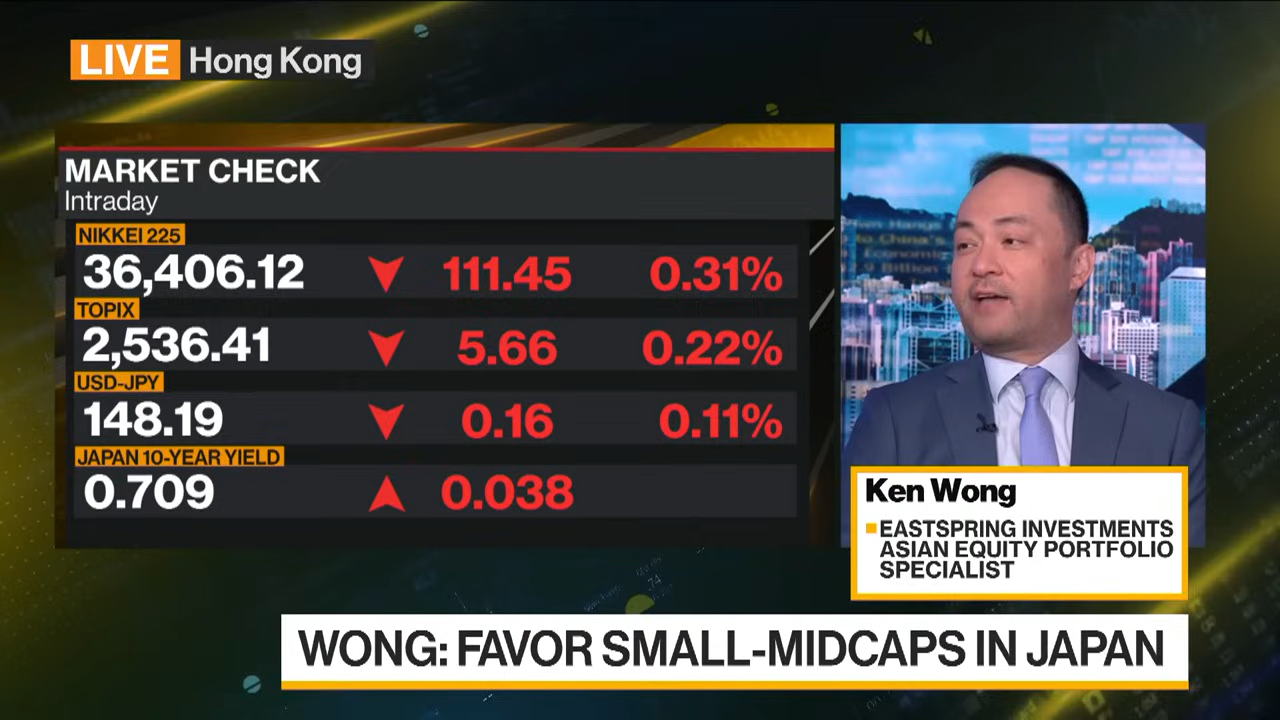 LIVE Hong Kong
MARKET CHECK
Intraday
NIKKEI 225
36,406.12 ▼ 111.45 0.31%
TOPIX
2,536.41 ▼ 5.66 0.22%
USD-JPY
148.19 ▼ 0.16 0.11%
JAPAN 10-YEAR YIELD
0.709 ▲ 0.038
Ken Wong
EASTSPRING INVESTMENTS
ASIAN EQUITY PORTFOLIO
SPECIALIST
WONG: FAVOR SMALL-MIDCAPS IN JAPAN